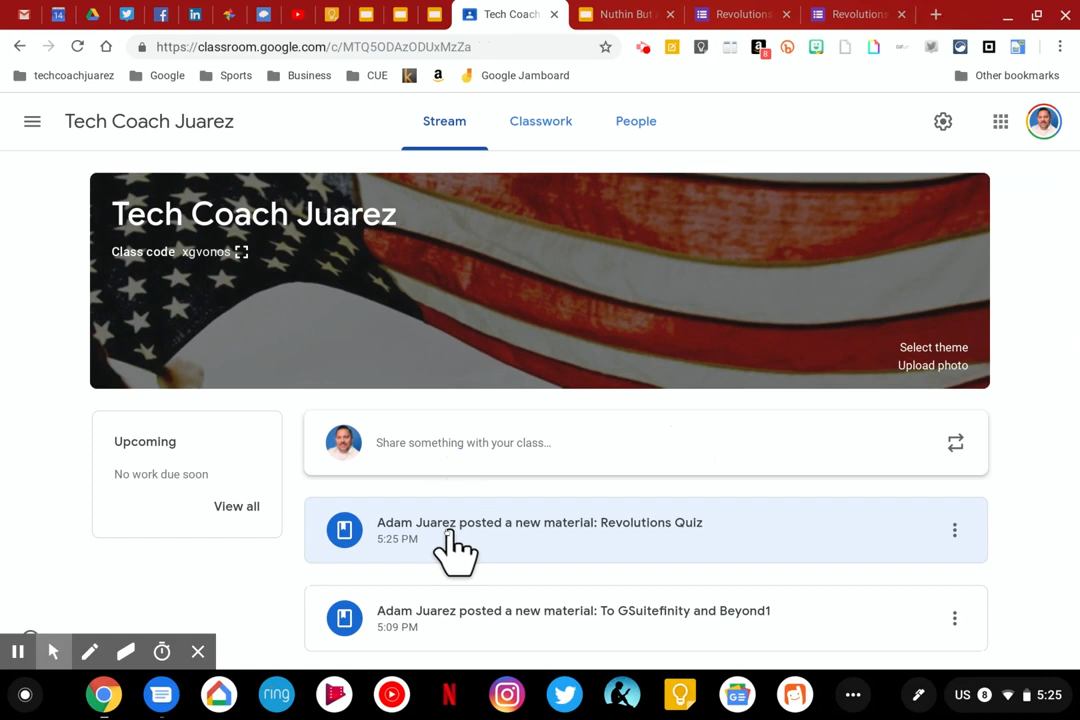 Tech Coach
Nuthin But
Revolutions
Revolutions
https://classroom.google.com/c/MTQ5ODAzODUxMzZa
8
techcoachjuarez
Google
Sports
Business
CUE
Google Jamboard
Other bookmarks
Tech Coach Juarez
Stream
Classwork
People
Tech Coach Juarez
Class code xgvonos
Select theme
Upload photo
Upcoming
No work due soon
View all
Share something with your class...
Adam Juarez posted a new material: Revolutions Quiz
5:25 PM
Adam Juarez posted a new material: To GSuitefinity and Beyond1
5:09 PM
ring
US 8 5:25